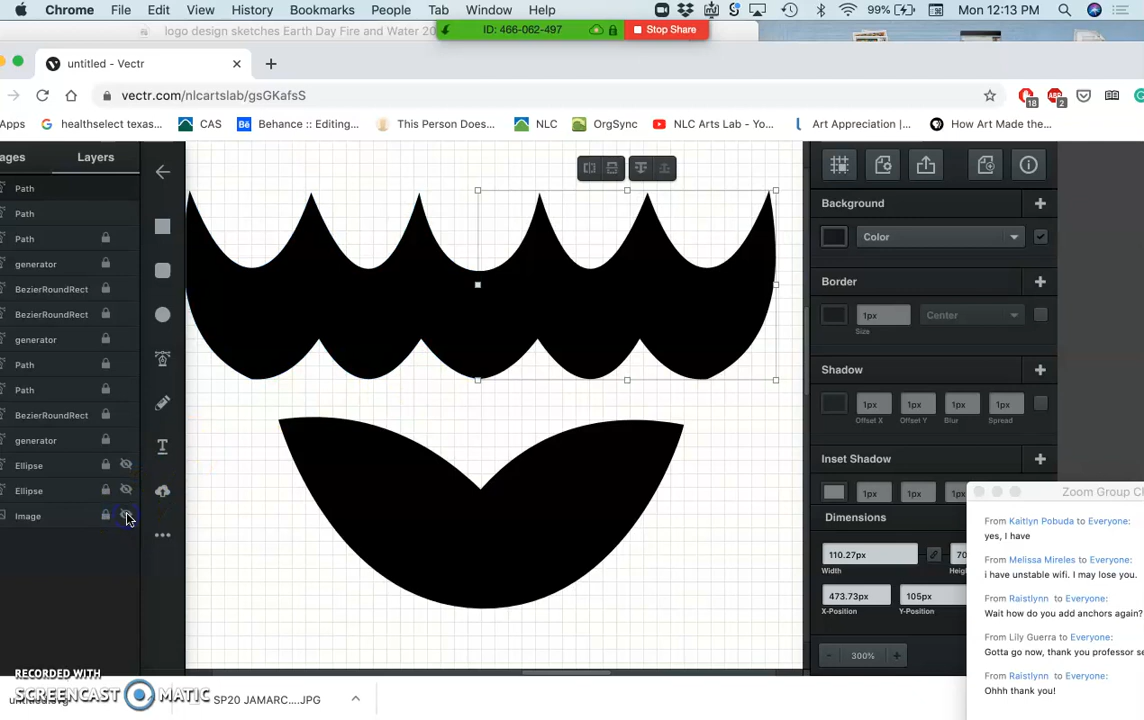 Chrome File Edit View History Bookmarks People Tab Window Help 99% Mon 12:13 PM
logo design sketches Earth Day Fire and Water 20
ID: 466-062-497 Stop Share
untitled - Vectr
vectr.com/nlcartslab/gsGKafsS 18 2
Apps healthselect texas... CAS Behance :: Editing... This Person Does... NLC OrgSync NLC Arts Lab - Yo... Art Appreciation |... How Art Made the...
ages Layers
Path
Path
Path
generator
BezierRoundRect
BezierRoundRect
generator
Path
Path
BezierRoundRect
generator
Ellipse
Ellipse
Image
T
Background
Color
Border
1px Center
Size
Shadow
1px 1px 1px 1px
Offset X Offset Y Blur Spread
Inset Shadow
1px 1px 1px 1px
Dimensions
110.27px 70
Width Heigh
473.73px 105px
X-Position Y-Position
300%
Zoom Group Ch
From Kaitlyn Pobuda to Everyone:
yes, I have
From Melissa Mireles to Everyone:
i have unstable wifi. I may lose you.
From Raistlynn to Everyone:
Wait how do you add anchors again?
From Lily Guerra to Everyone:
Gotta go now, thank you professor se
From Raistlynn to Everyone:
Ohhh thank you!
RECORDED WITH
SCREENCAST MATIC
untitled.svg SP20 JAMARC....JPG